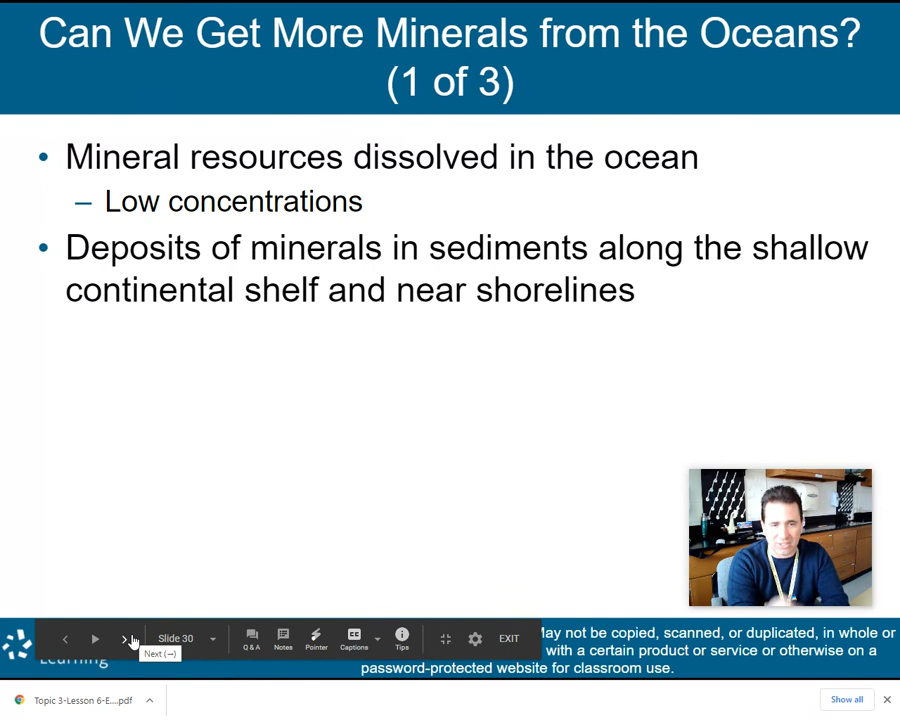 Can We Get More Minerals from the Oceans?
(1 of 3)
• Mineral resources dissolved in the ocean
– Low concentrations
• Deposits of minerals in sediments along the shallow
continental shelf and near shorelines
Slide 30
Q & A
Notes
Pointer
Captions
Tips
EXIT
Next (→)
May not be copied, scanned, or duplicated, in whole or
with a certain product or service or otherwise on a
password-protected website for classroom use.
Learning
Topic 3-Lesson 6-E....pdf
Show all